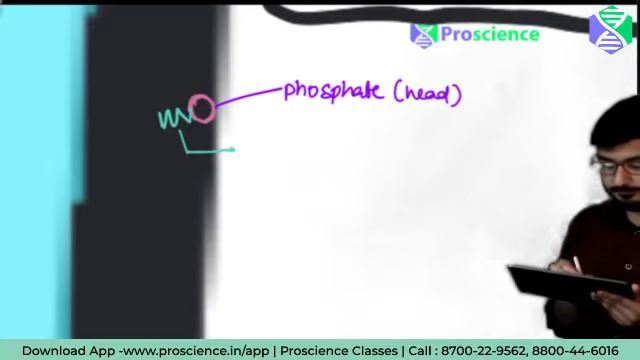 Proscience
phosphate (head)
Download App -www.proscience.in/app | Proscience Classes | Call : 8700-22-9562, 8800-44-6016